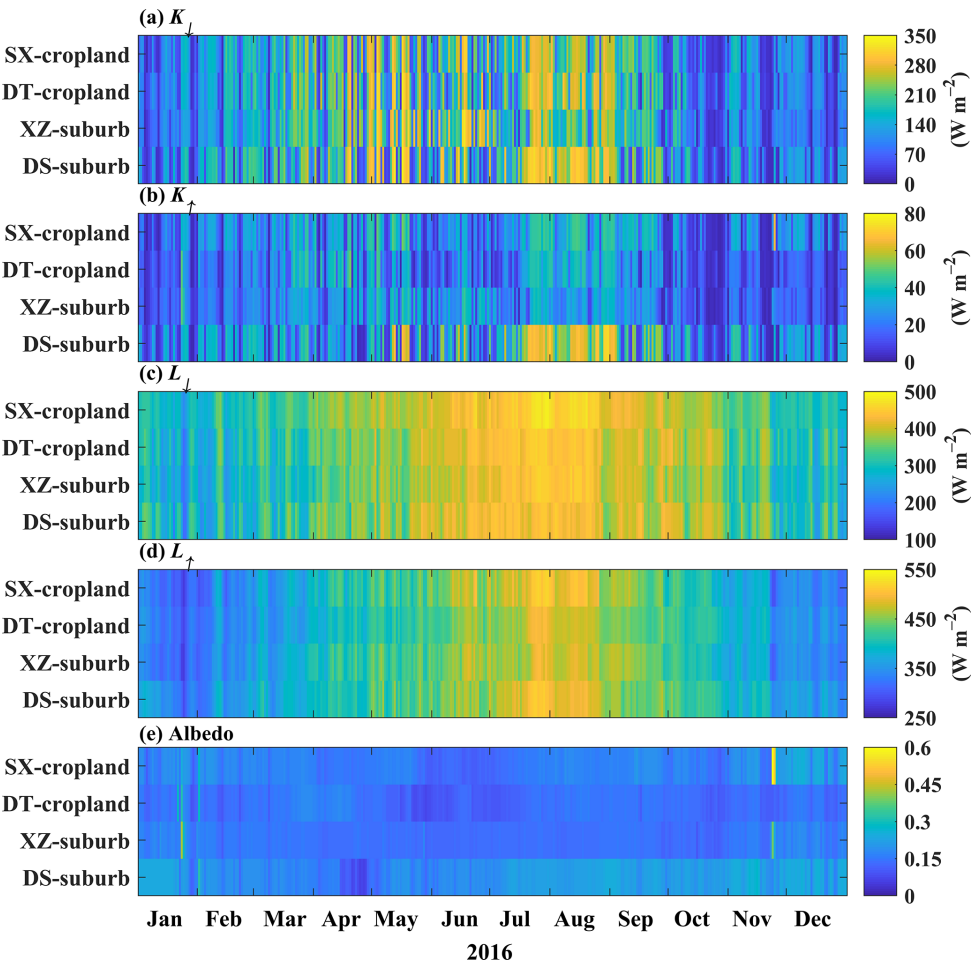 (a) K↓
SX-cropland
DT-cropland
XZ-suburb
DS-suburb
350
280
210
140
70
0
(W m−2)
(b) K↑
SX-cropland
DT-cropland
XZ-suburb
DS-suburb
80
60
40
20
0
(W m−2)
(c) L↓
SX-cropland
DT-cropland
XZ-suburb
DS-suburb
500
400
300
200
100
(W m−2)
(d) L↑
SX-cropland
DT-cropland
XZ-suburb
DS-suburb
550
450
350
250
(W m−2)
(e) Albedo
SX-cropland
DT-cropland
XZ-suburb
DS-suburb
0.6
0.45
0.3
0.15
0
Jan Feb Mar Apr May Jun Jul Aug Sep Oct Nov Dec
2016